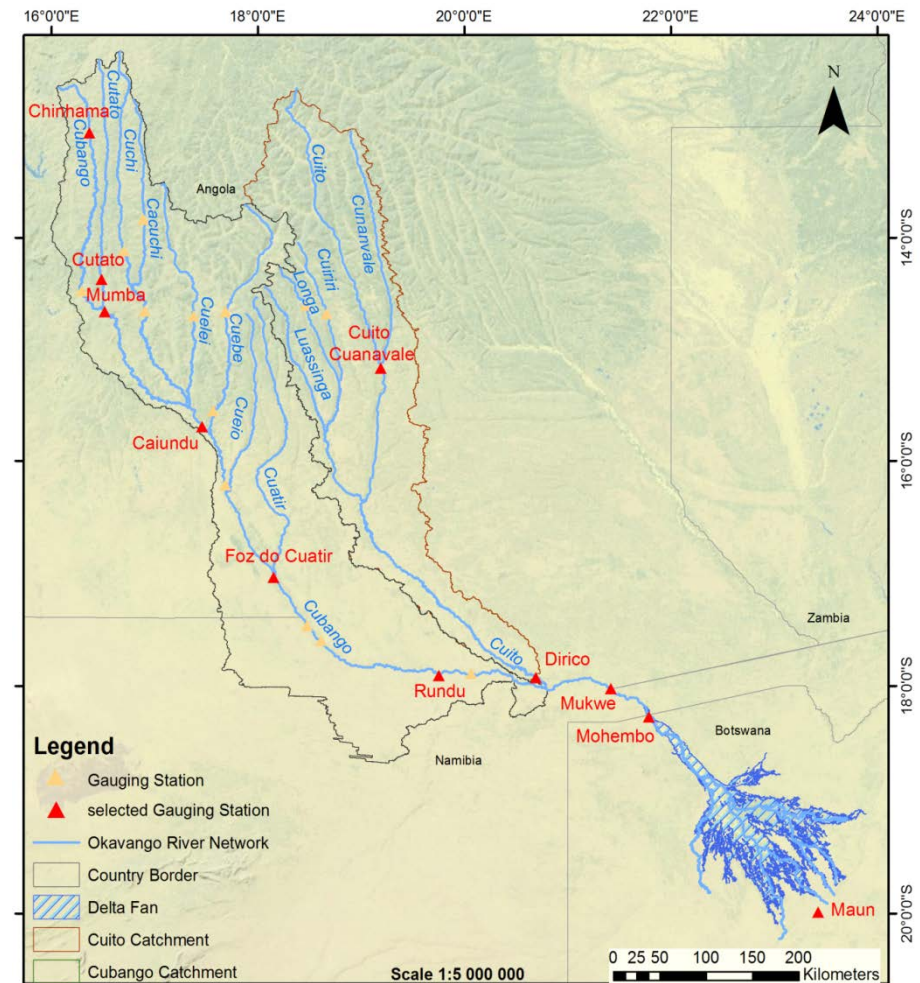 16°0'0"E
18°0'0"E
20°0'0"E
22°0'0"E
24°0'0"E
N
Chinhama
Cubango
Cutato
Cuchi
Cacuchi
Angola
Cuito
Cunanvale
Cuiriri
Longa
Luassinga
14°0'0"S
Cutato
Mumba
Cuelei
Cuebe
Cueio
Cuito
Cuanavale
Caiundu
Cuatir
16°0'0"S
Foz do Cuatir
Cubango
Cuito
Zambia
Rundu
Dirico
Mukwe
Mohembo
18°0'0"S
Botswana
Namibia
Legend
Gauging Station
selected Gauging Station
Okavango River Network
Country Border
Delta Fan
Cuito Catchment
Cubango Catchment
Maun
20°0'0"S
Scale 1:5 000 000
0 25 50 100 150 200
Kilometers